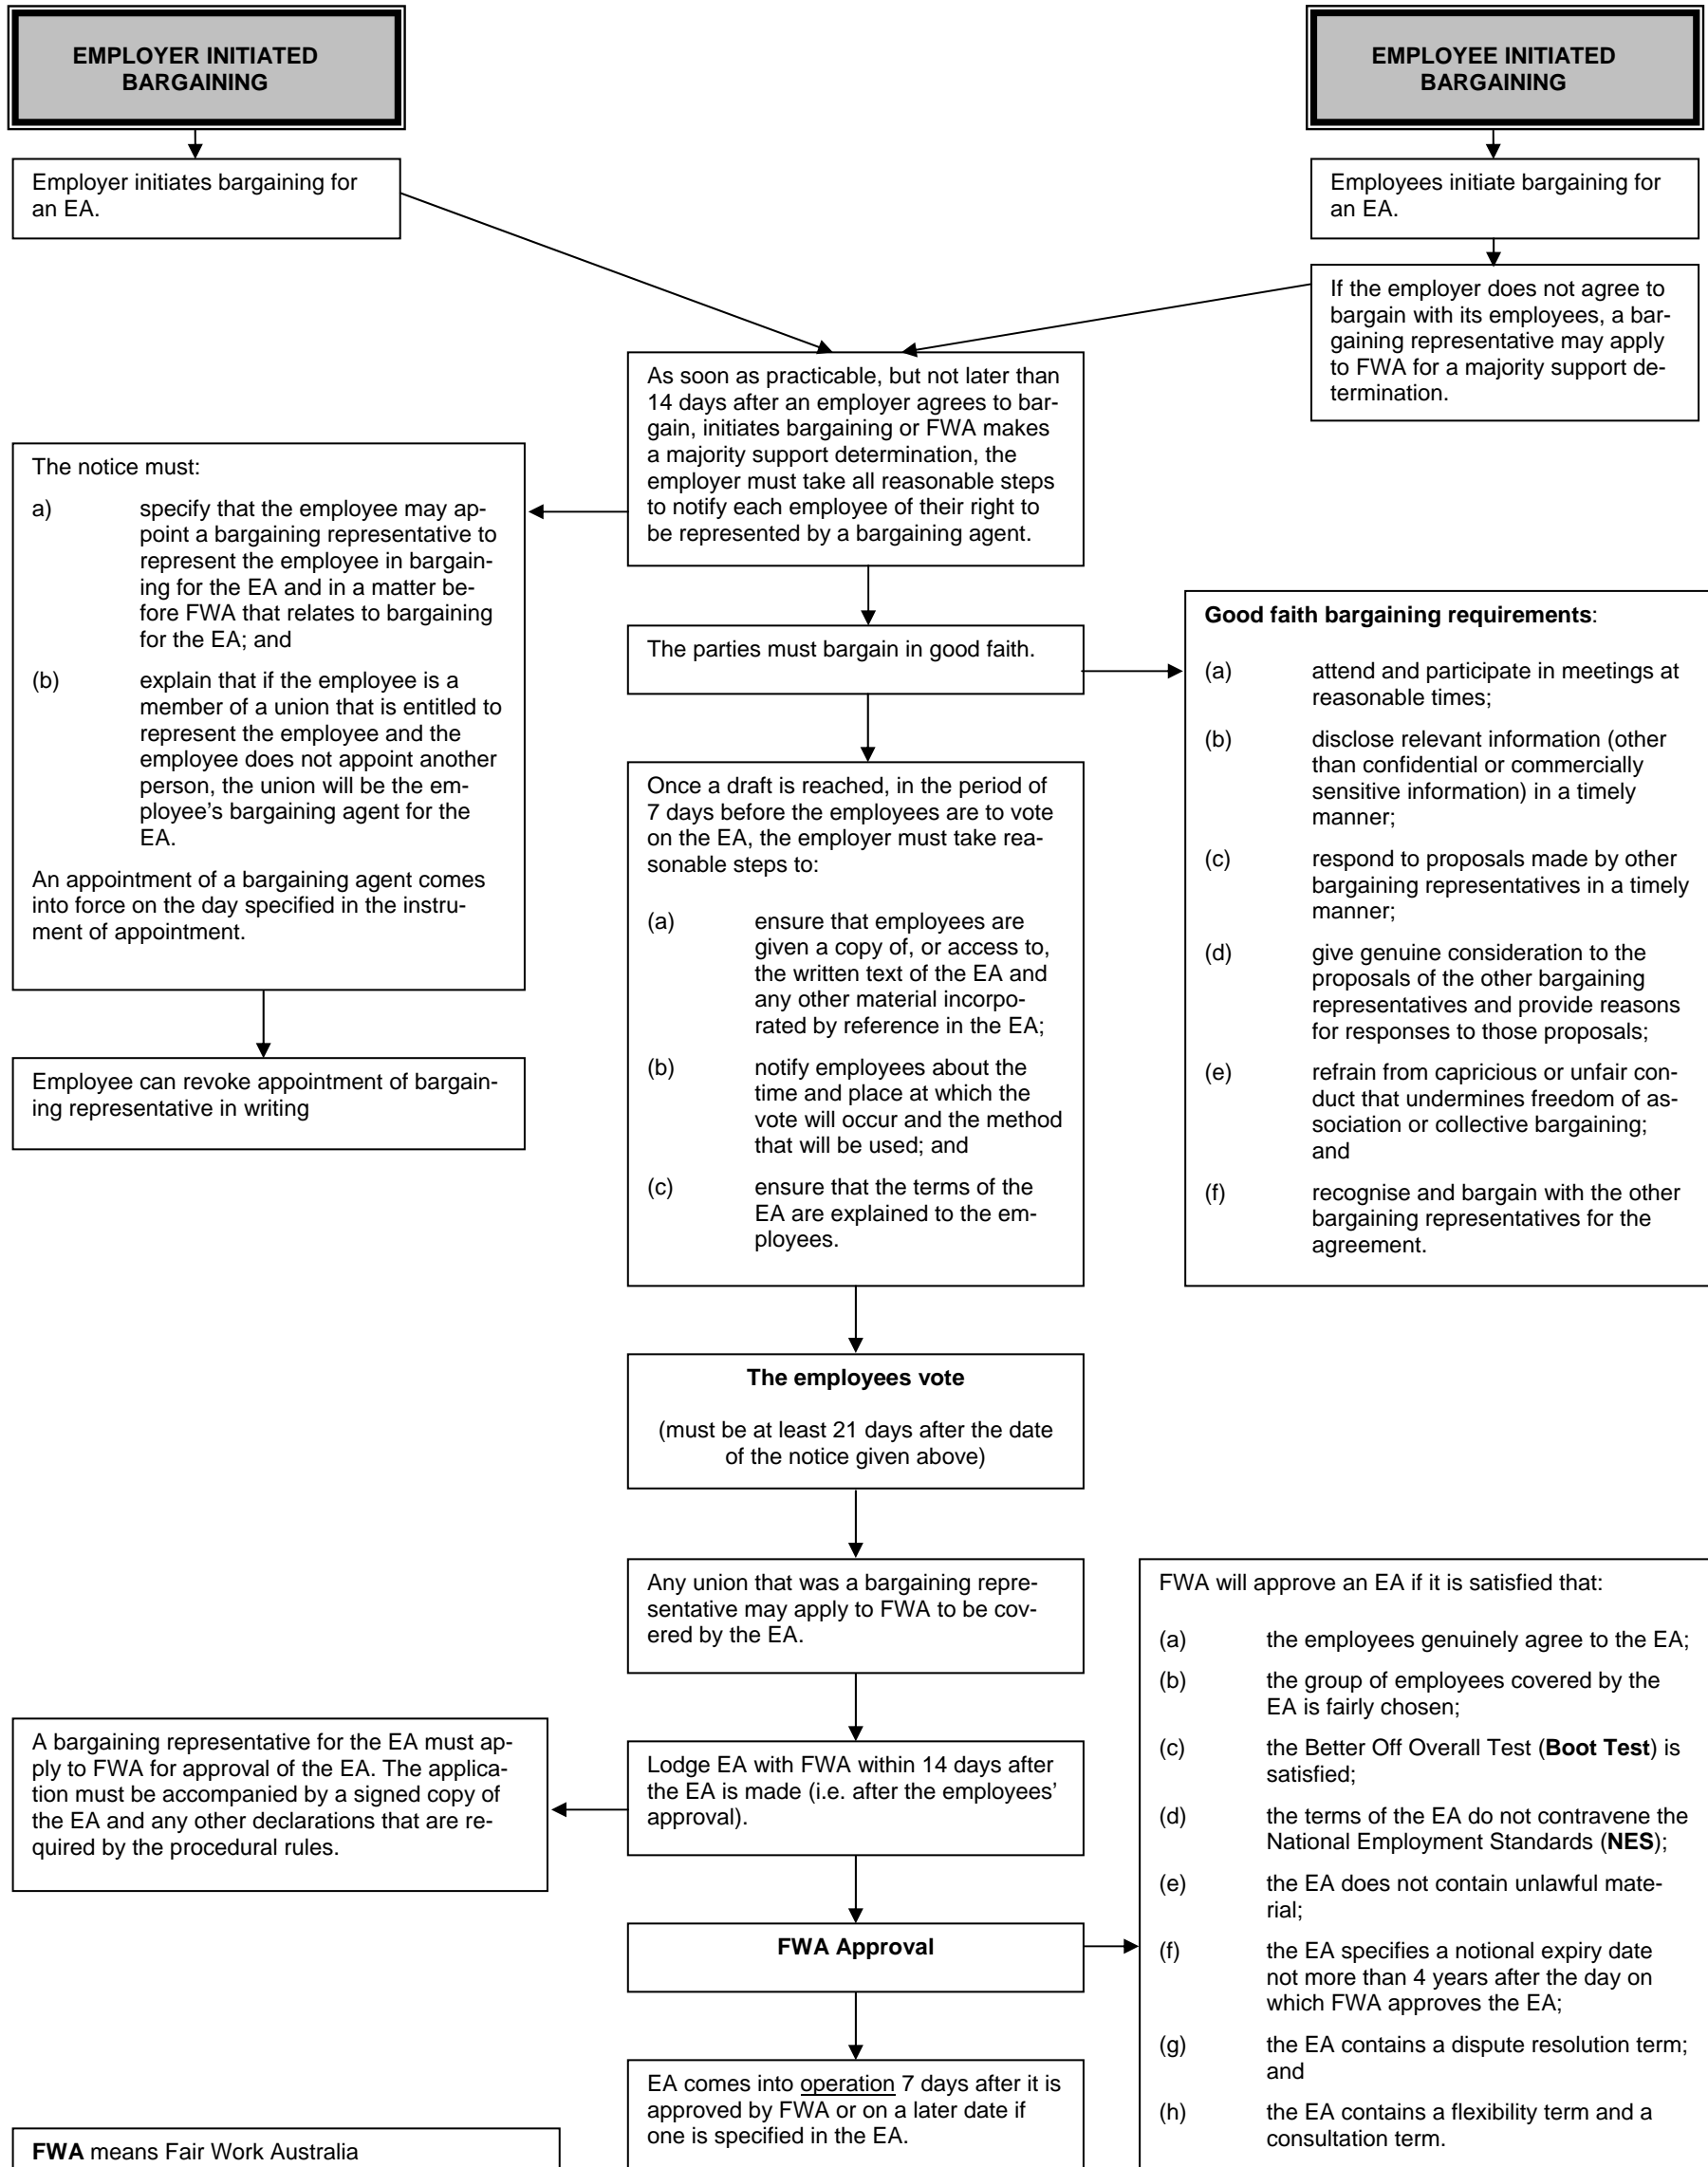 EMPLOYER INITIATED
BARGAINING
EMPLOYEE INITIATED
BARGAINING
Employer initiates bargaining for
an EA.
Employees initiate bargaining for
an EA.
If the employer does not agree to
bargain with its employees, a bar-
gaining representative may apply
to FWA for a majority support de-
termination.
As soon as practicable, but not later than
14 days after an employer agrees to bar-
gain, initiates bargaining or FWA makes
a majority support determination, the
employer must take all reasonable steps
to notify each employee of their right to
be represented by a bargaining agent.
The notice must:
a) specify that the employee may ap-
point a bargaining representative to
represent the employee in bargain-
ing for the EA and in a matter be-
fore FWA that relates to bargaining
for the EA; and
(b) explain that if the employee is a
member of a union that is entitled to
represent the employee and the
employee does not appoint another
person, the union will be the em-
ployee's bargaining agent for the
EA.
An appointment of a bargaining agent comes
into force on the day specified in the instru-
ment of appointment.
Employee can revoke appointment of bargain-
ing representative in writing
The parties must bargain in good faith.
Good faith bargaining requirements:
(a) attend and participate in meetings at
reasonable times;
(b) disclose relevant information (other
than confidential or commercially
sensitive information) in a timely
manner;
(c) respond to proposals made by other
bargaining representatives in a timely
manner;
(d) give genuine consideration to the
proposals of the other bargaining
representatives and provide reasons
for responses to those proposals;
(e) refrain from capricious or unfair con-
duct that undermines freedom of as-
sociation or collective bargaining;
and
(f) recognise and bargain with the other
bargaining representatives for the
agreement.
Once a draft is reached, in the period of
7 days before the employees are to vote
on the EA, the employer must take rea-
sonable steps to:
(a) ensure that employees are
given a copy of, or access to,
the written text of the EA and
any other material incorpo-
rated by reference in the EA;
(b) notify employees about the
time and place at which the
vote will occur and the method
that will be used; and
(c) ensure that the terms of the
EA are explained to the em-
ployees.
The employees vote
(must be at least 21 days after the date
of the notice given above)
Any union that was a bargaining repre-
sentative may apply to FWA to be cov-
ered by the EA.
Lodge EA with FWA within 14 days after
the EA is made (i.e. after the employees'
approval).
A bargaining representative for the EA must ap-
ply to FWA for approval of the EA. The applica-
tion must be accompanied by a signed copy of
the EA and any other declarations that are re-
quired by the procedural rules.
FWA Approval
FWA will approve an EA if it is satisfied that:
(a) the employees genuinely agree to the EA;
(b) the group of employees covered by the
EA is fairly chosen;
(c) the Better Off Overall Test (Boot Test) is
satisfied;
(d) the terms of the EA do not contravene the
National Employment Standards (NES);
(e) the EA does not contain unlawful mate-
rial;
(f) the EA specifies a notional expiry date
not more than 4 years after the day on
which FWA approves the EA;
(g) the EA contains a dispute resolution term;
and
(h) the EA contains a flexibility term and a
consultation term.
EA comes into operation 7 days after it is
approved by FWA or on a later date if
one is specified in the EA.
FWA means Fair Work Australia